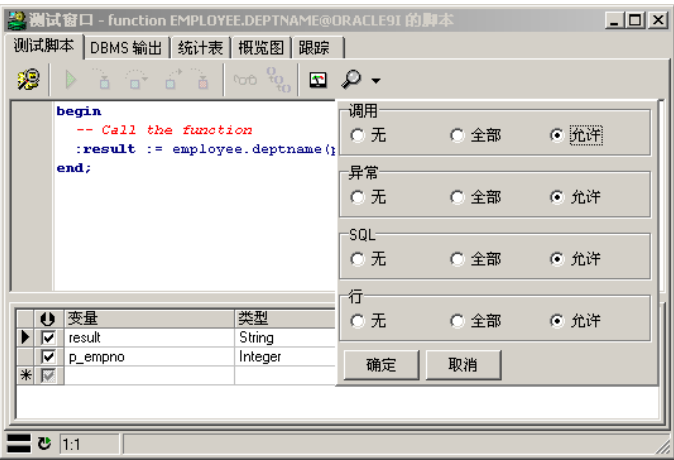 测试窗口 - function EMPLOYEE.DEPTNAME@ORACLE9I 的脚本
测试脚本 DBMS 输出 统计表 概览图 跟踪
begin
-- Call the function
:result := employee.deptname(
end;
调用
无 全部 允许
异常
无 全部 允许
SQL
无 全部 允许
行
无 全部 允许
确定 取消
变量 类型
result String
p_empno Integer
1:1